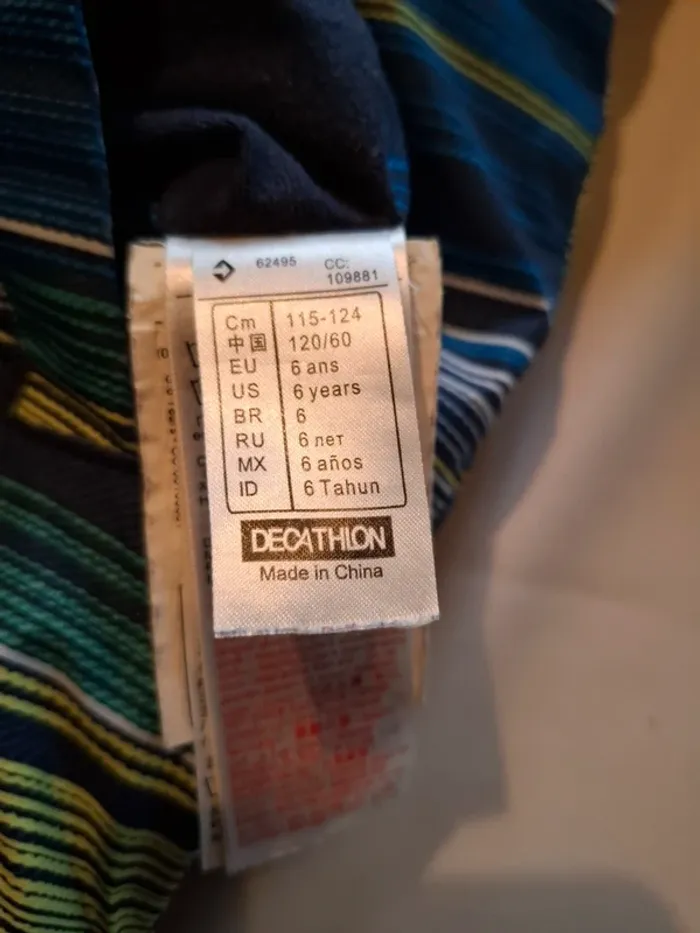 62495 CC:
109881
Cm 115-124
中国 120/60
EU 6 ans
US 6 years
BR 6
RU 6 лет
MX 6 años
ID 6 Tahun
DECATHLON
Made in China